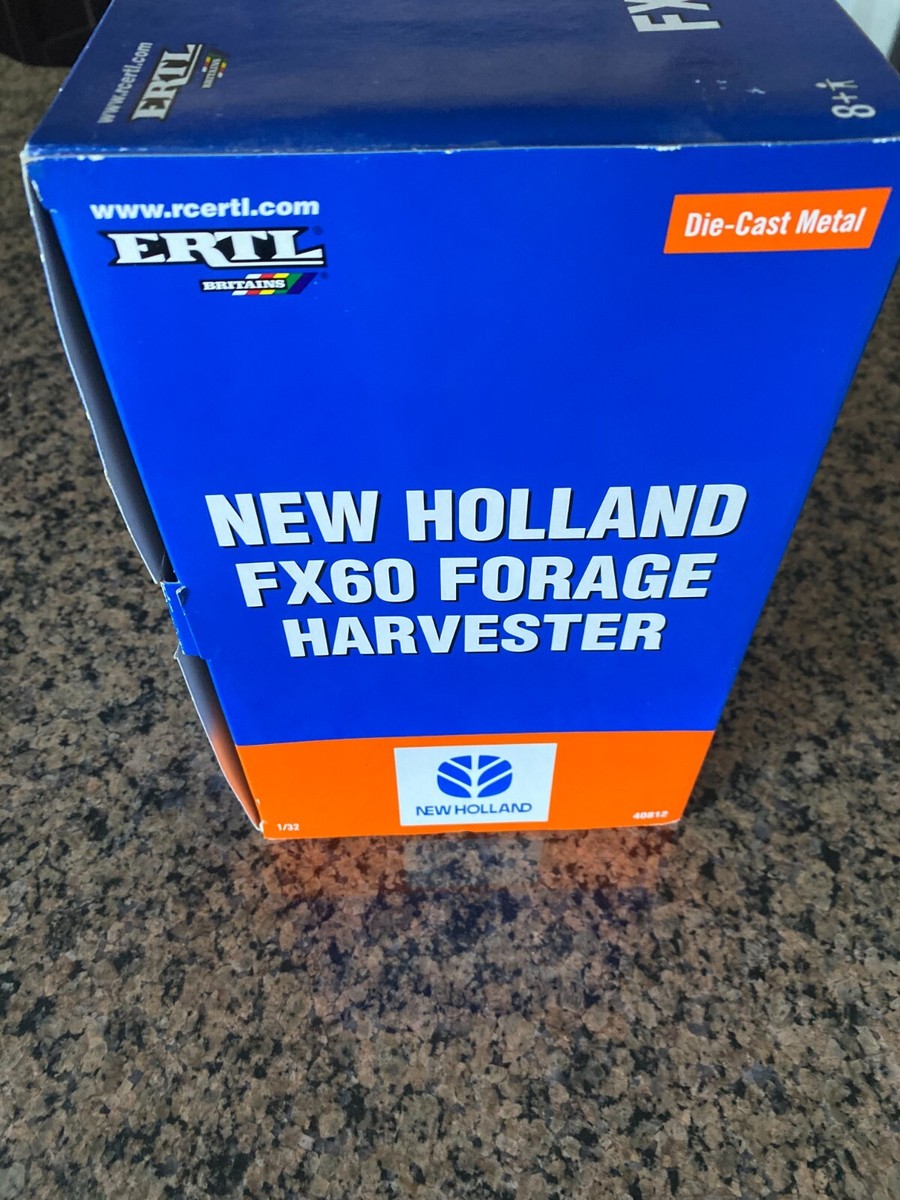 www.rcertl.com
ERTL
BRITAINS
FX
8+
www.rcertl.com
ERTL
BRITAINS
Die-Cast Metal
NEW HOLLAND
FX60 FORAGE
HARVESTER
NEW HOLLAND
1/32
40812